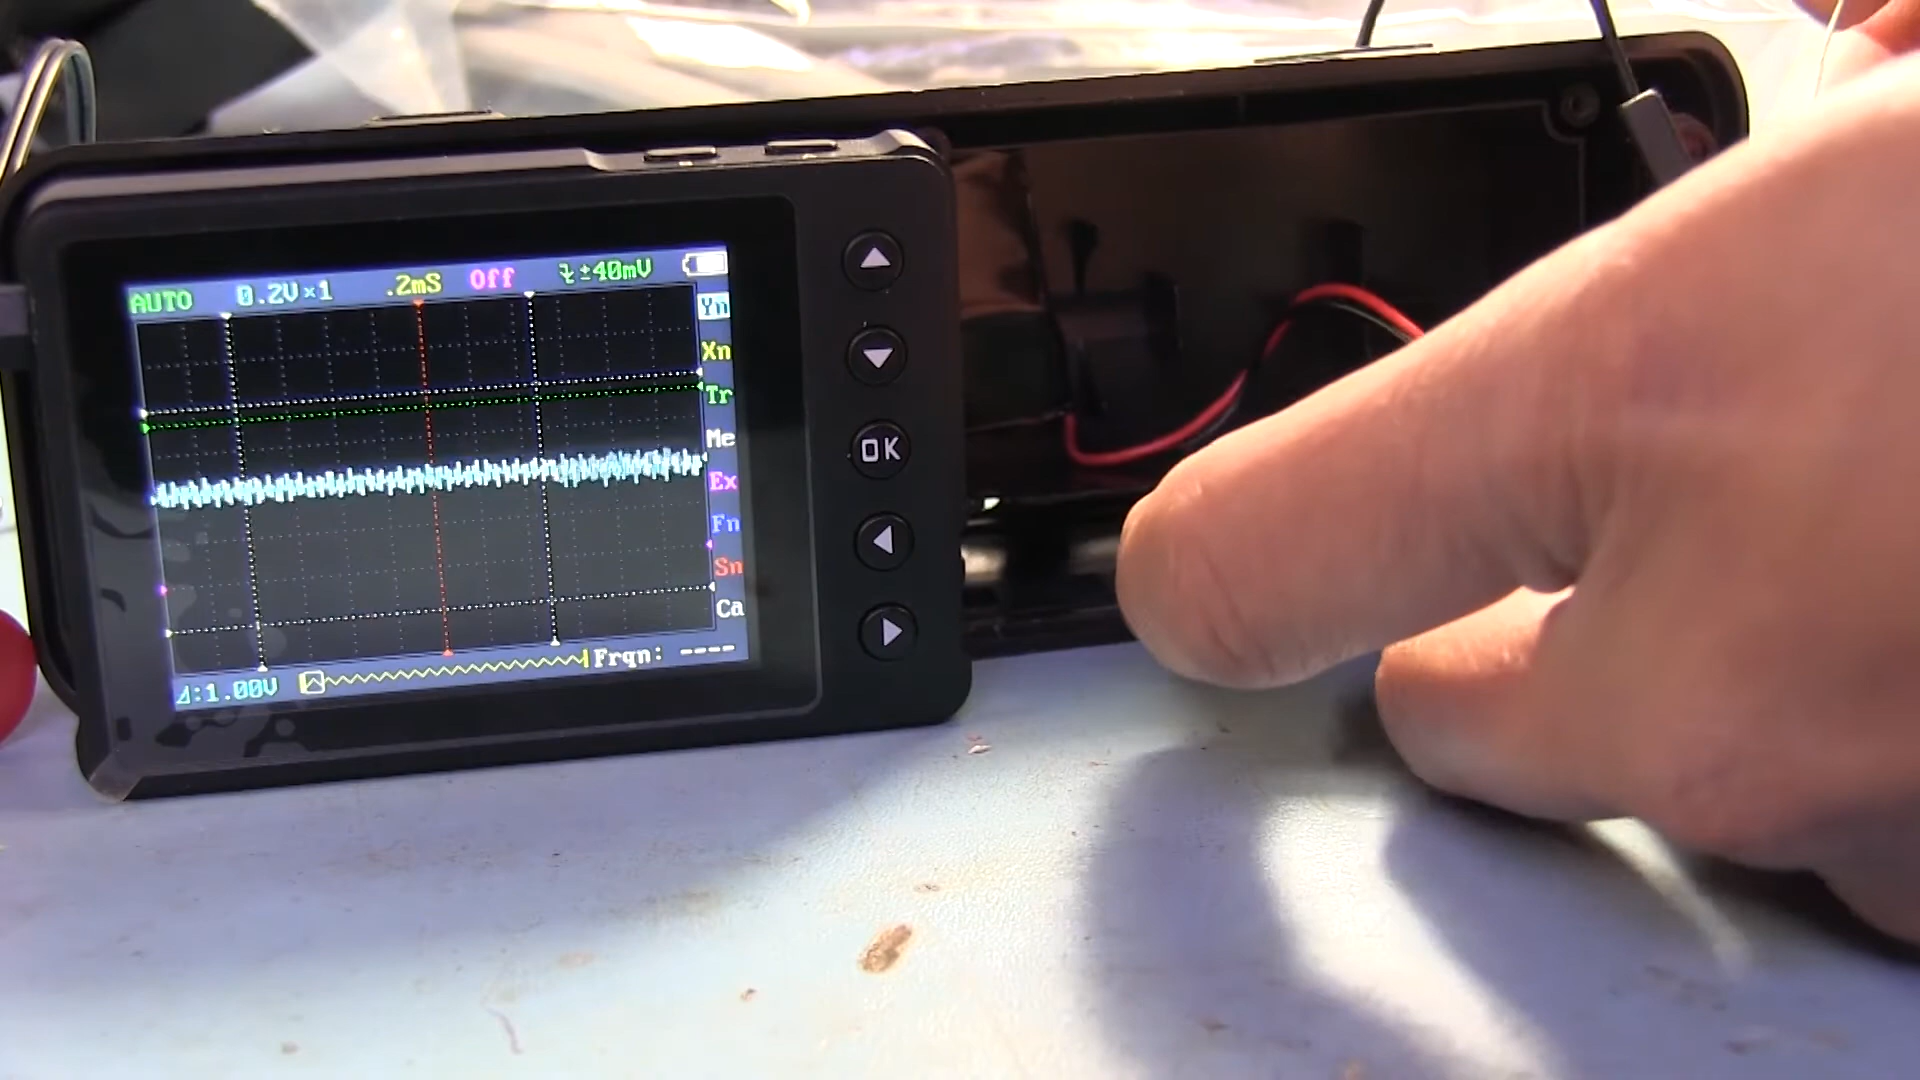 AUTO 0.2V×1 .2mS Off ±40mV
Yn
Xn
Tr
Me
Ex
Fn
Sn
Ca
⊿:1.00V Frqn: ----
OK